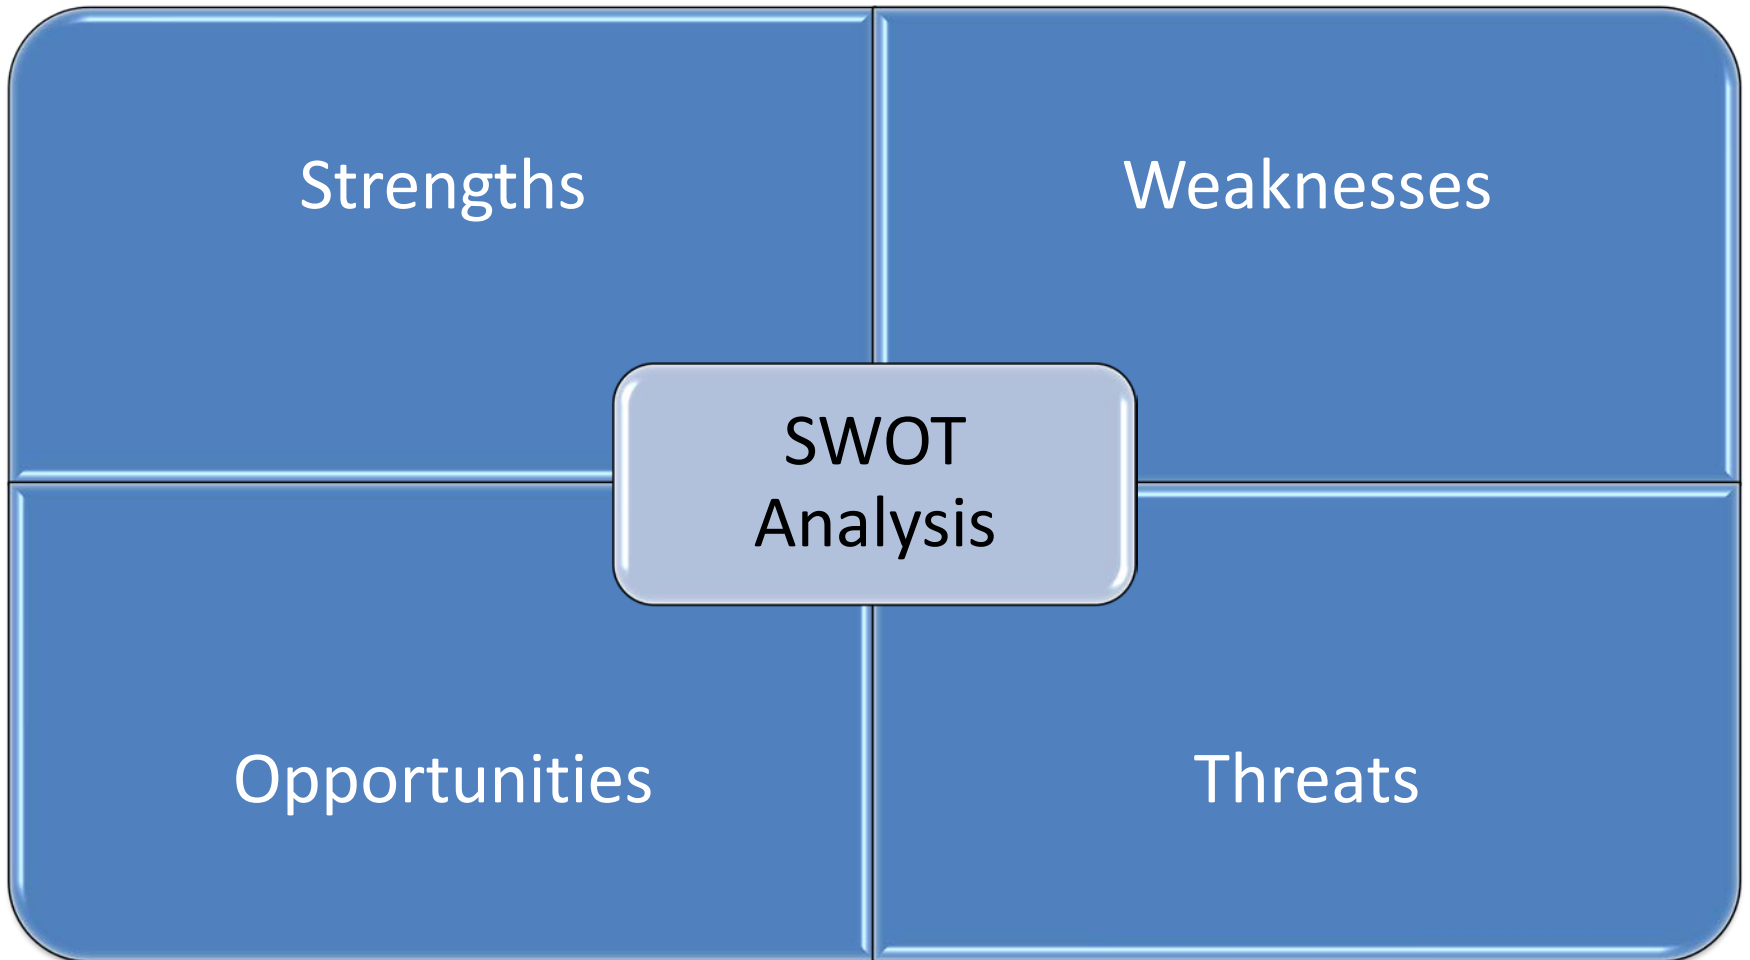 Strengths
Weaknesses
SWOT
Analysis
Opportunities
Threats